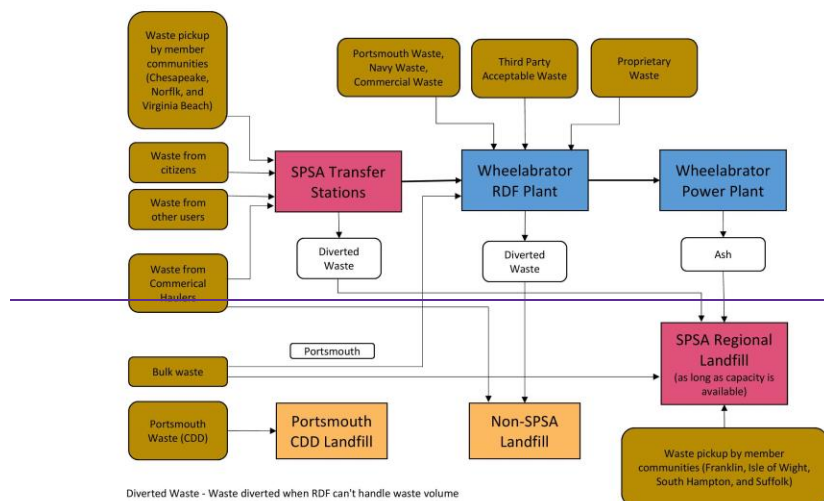 Waste pickup
by member
communities
(Chesapeake,
Norflk, and
Virginia Beach)
Portsmouth Waste,
Navy Waste,
Commercial Waste
Third Party
Acceptable Waste
Proprietary
Waste
Waste from
citizens
SPSA Transfer
Stations
Wheelabrator
RDF Plant
Wheelabrator
Power Plant
Waste from
other users
Diverted
Waste
Diverted
Waste
Ash
Waste from
Commerical
Haulers
SPSA Regional
Landfill
(as long as capacity is
available)
Portsmouth
Bulk waste
Portsmouth
Waste (CDD)
Portsmouth
CDD Landfill
Non-SPSA
Landfill
Waste pickup by member
communities (Franklin, Isle of Wight,
South Hampton, and Suffolk)
Diverted Waste - Waste diverted when RDF can't handle waste volume